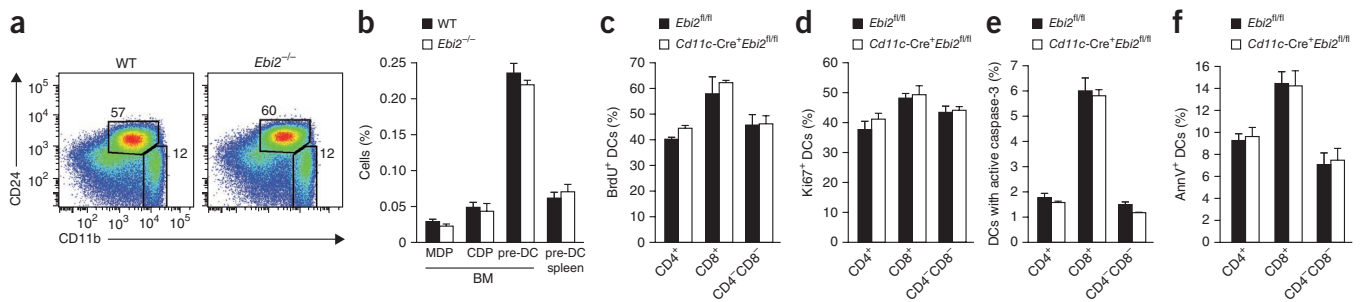 a
WT
Ebi2–/–
CD24
10⁵
10⁴
10³
10²
57
12
60
12
10² 10³ 10⁴ 10⁵
10² 10³ 10⁴ 10⁵
CD11b
b
WT
Ebi2–/–
Cells (%)
0.25
0.20
0.15
0.10
0.05
0
MDP CDP pre-DC pre-DC spleen
BM
c
Ebi2fl/fl
Cd11c-Cre+Ebi2fl/fl
BrdU+ DCs (%)
70
60
50
40
30
20
10
0
CD4+ CD8+ CD4–CD8–
d
Ebi2fl/fl
Cd11c-Cre+Ebi2fl/fl
Ki67+ DCs (%)
60
50
40
30
20
10
0
CD4+ CD8+ CD4–CD8–
e
Ebi2fl/fl
Cd11c-Cre+Ebi2fl/fl
DCs with active caspase-3 (%)
7
6
5
4
3
2
1
0
CD4+ CD8+ CD4–CD8–
f
Ebi2fl/fl
Cd11c-Cre+Ebi2fl/fl
AnnV+ DCs (%)
16
14
12
10
8
6
4
2
0
CD4+ CD8+ CD4–CD8–